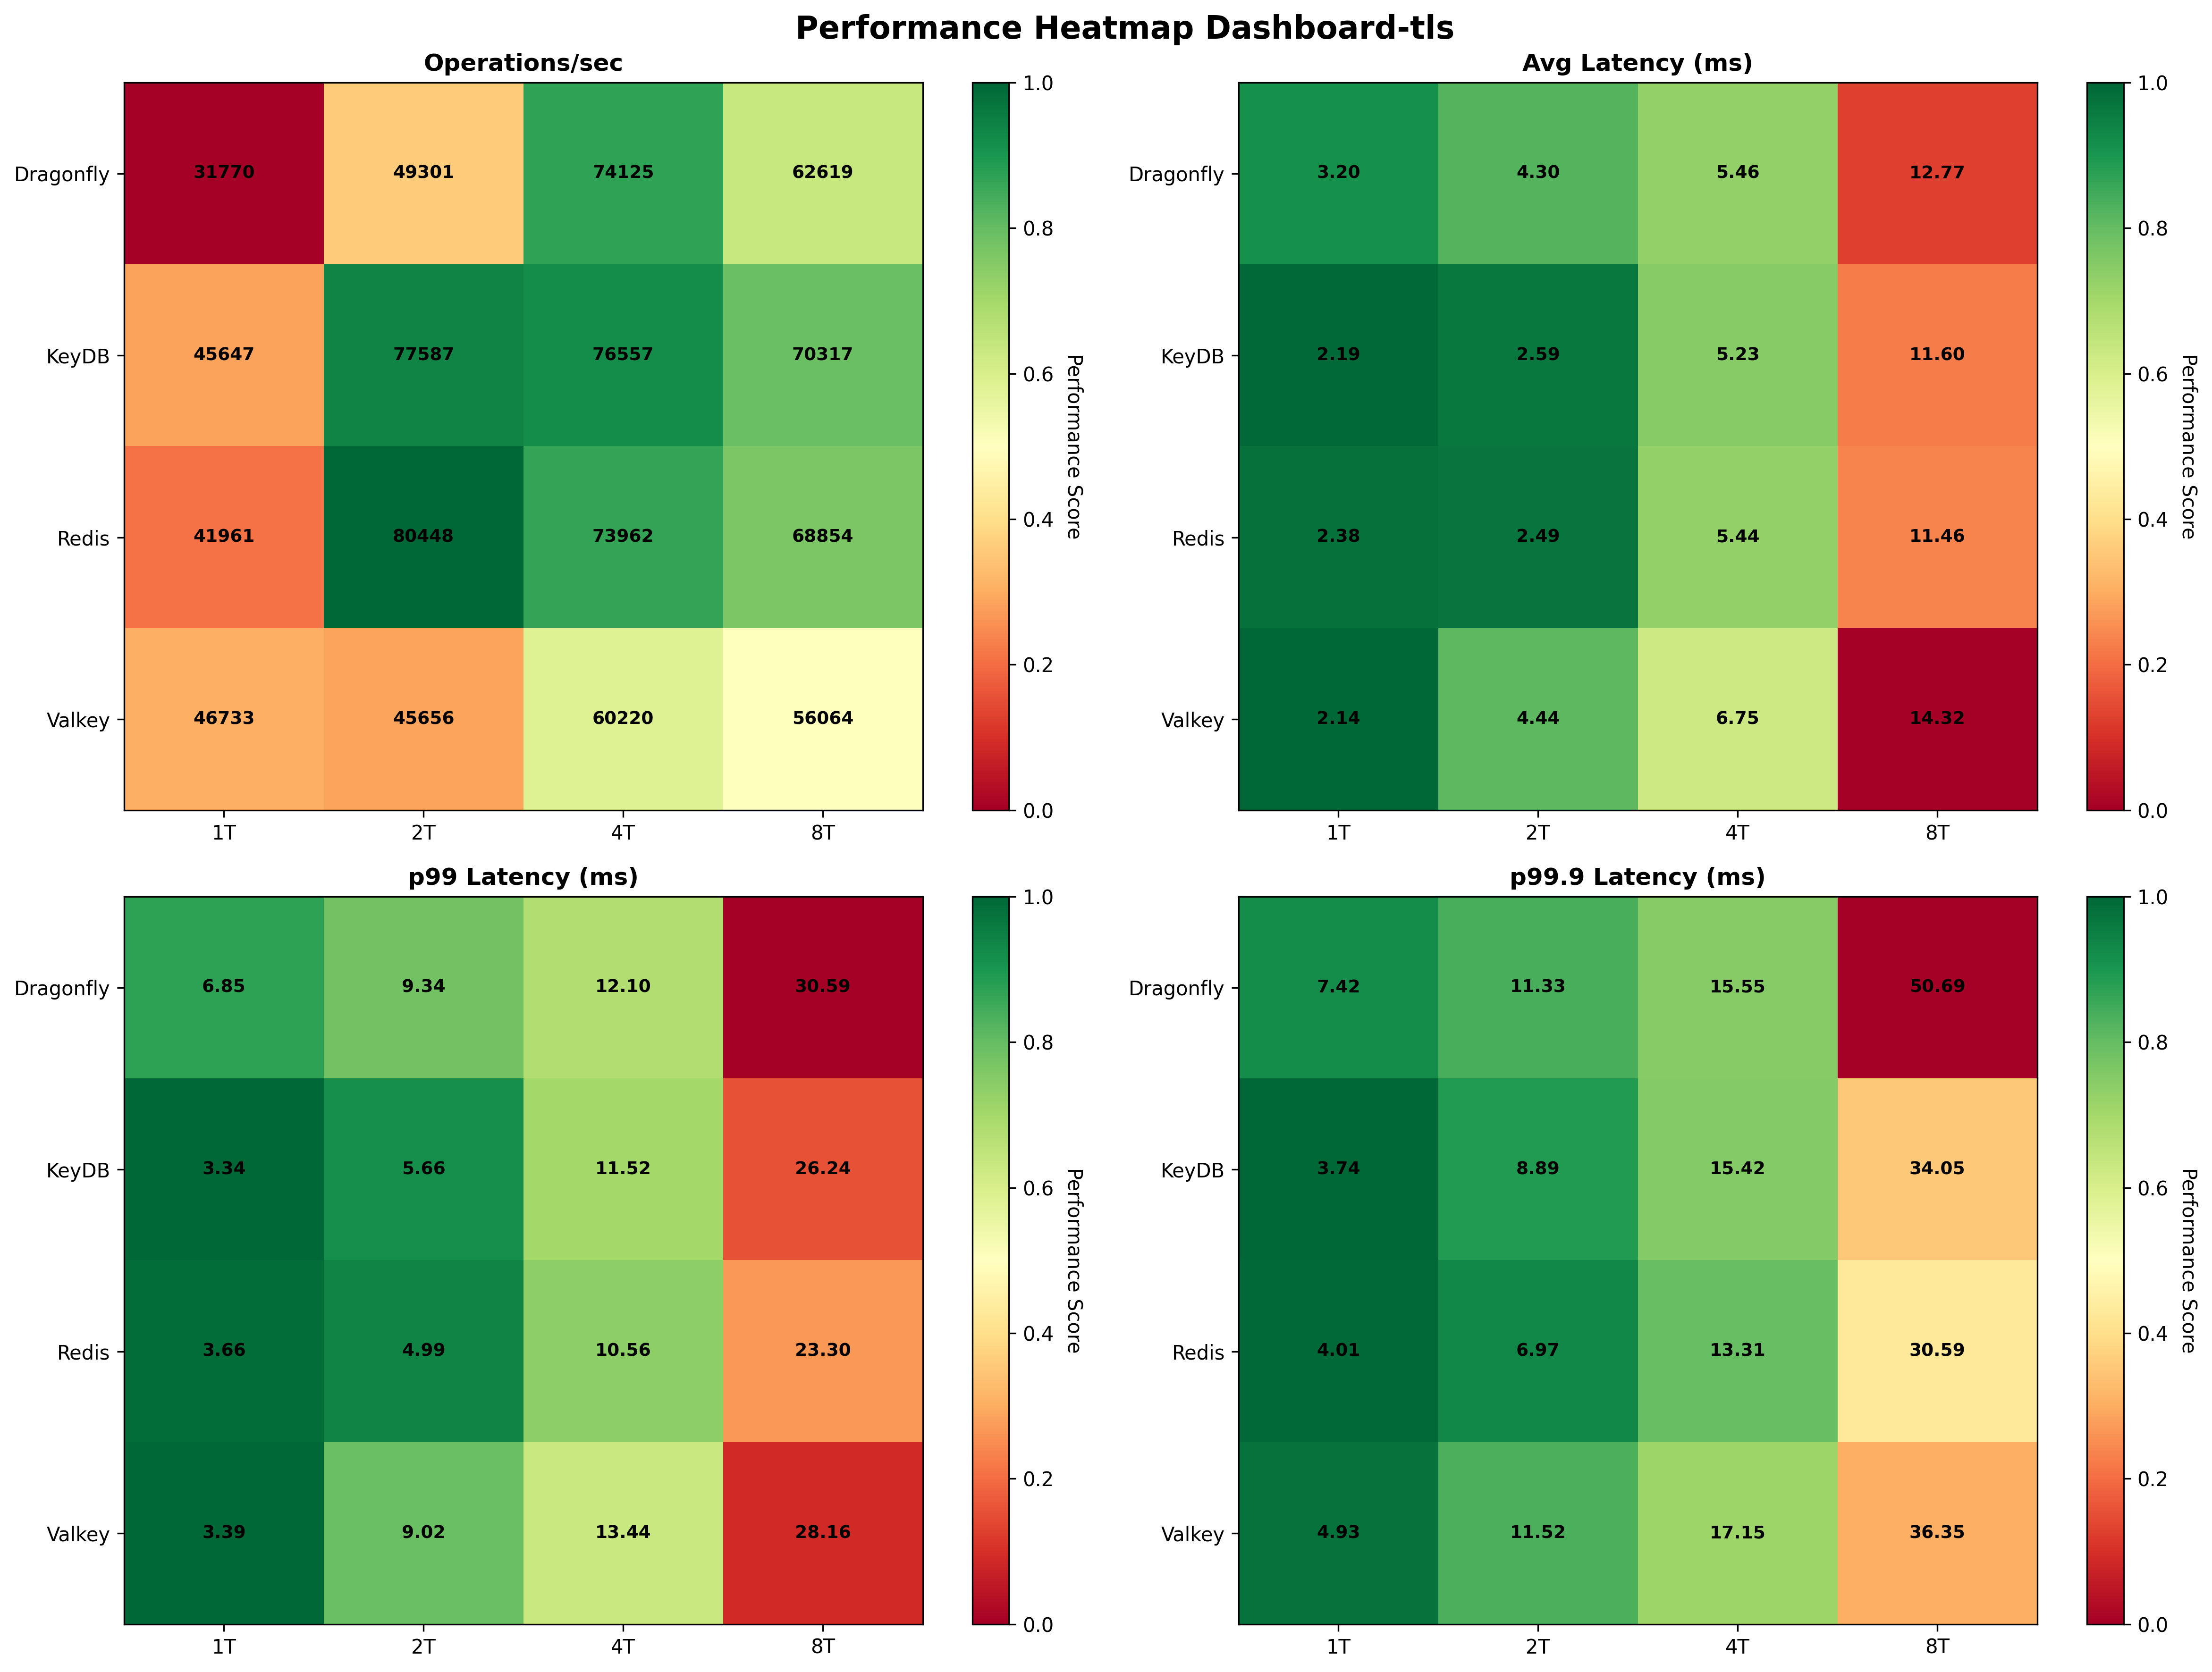 Performance Heatmap Dashboard-tls
Operations/sec
Dragonfly 31770 49301 74125 62619
KeyDB 45647 77587 76557 70317
Redis 41961 80448 73962 68854
Valkey 46733 45656 60220 56064
1T 2T 4T 8T
1.0
0.8
0.6
0.4
0.2
0.0
Performance Score
Avg Latency (ms)
Dragonfly 3.20 4.30 5.46 12.77
KeyDB 2.19 2.59 5.23 11.60
Redis 2.38 2.49 5.44 11.46
Valkey 2.14 4.44 6.75 14.32
1T 2T 4T 8T
1.0
0.8
0.6
0.4
0.2
0.0
Performance Score
p99 Latency (ms)
Dragonfly 6.85 9.34 12.10 30.59
KeyDB 3.34 5.66 11.52 26.24
Redis 3.66 4.99 10.56 23.30
Valkey 3.39 9.02 13.44 28.16
1T 2T 4T 8T
1.0
0.8
0.6
0.4
0.2
0.0
Performance Score
p99.9 Latency (ms)
Dragonfly 7.42 11.33 15.55 50.69
KeyDB 3.74 8.89 15.42 34.05
Redis 4.01 6.97 13.31 30.59
Valkey 4.93 11.52 17.15 36.35
1T 2T 4T 8T
1.0
0.8
0.6
0.4
0.2
0.0
Performance Score